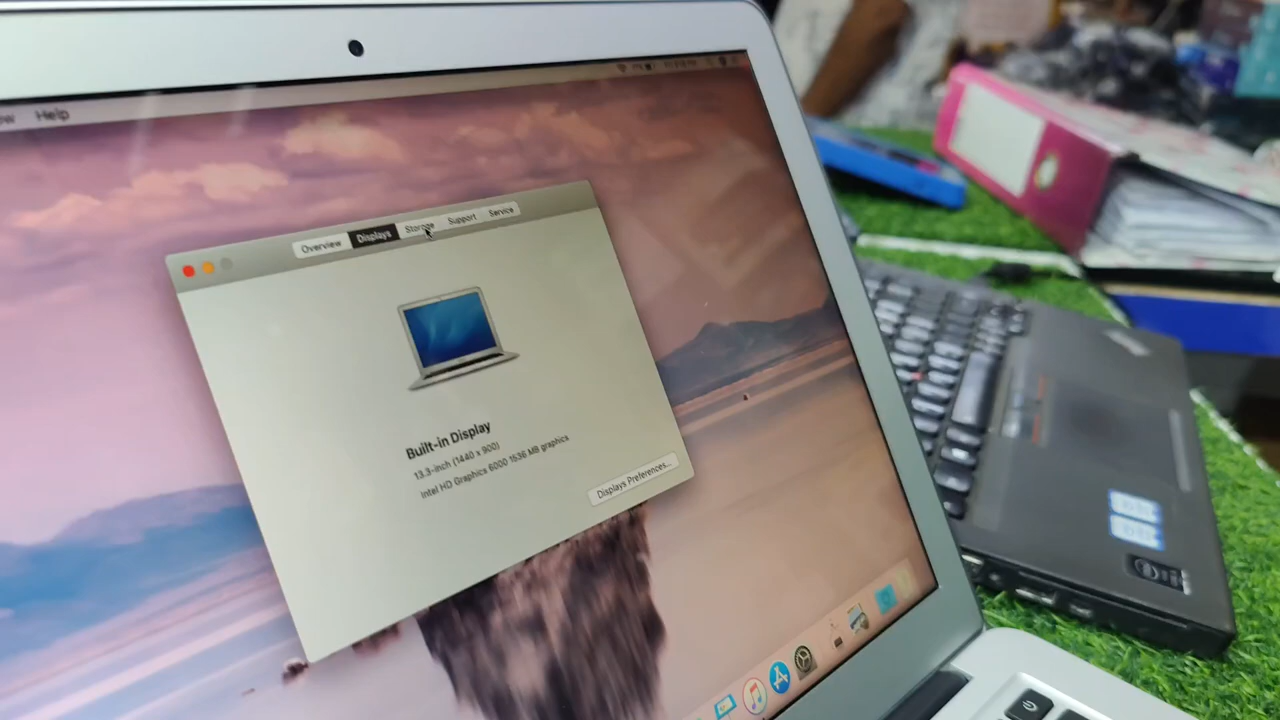 Help
Overview
Displays
Storage
Support
Service
Built-in Display
13.3-inch (1440 x 900)
Intel HD Graphics 6000 1536 MB graphics
Displays Preferences...